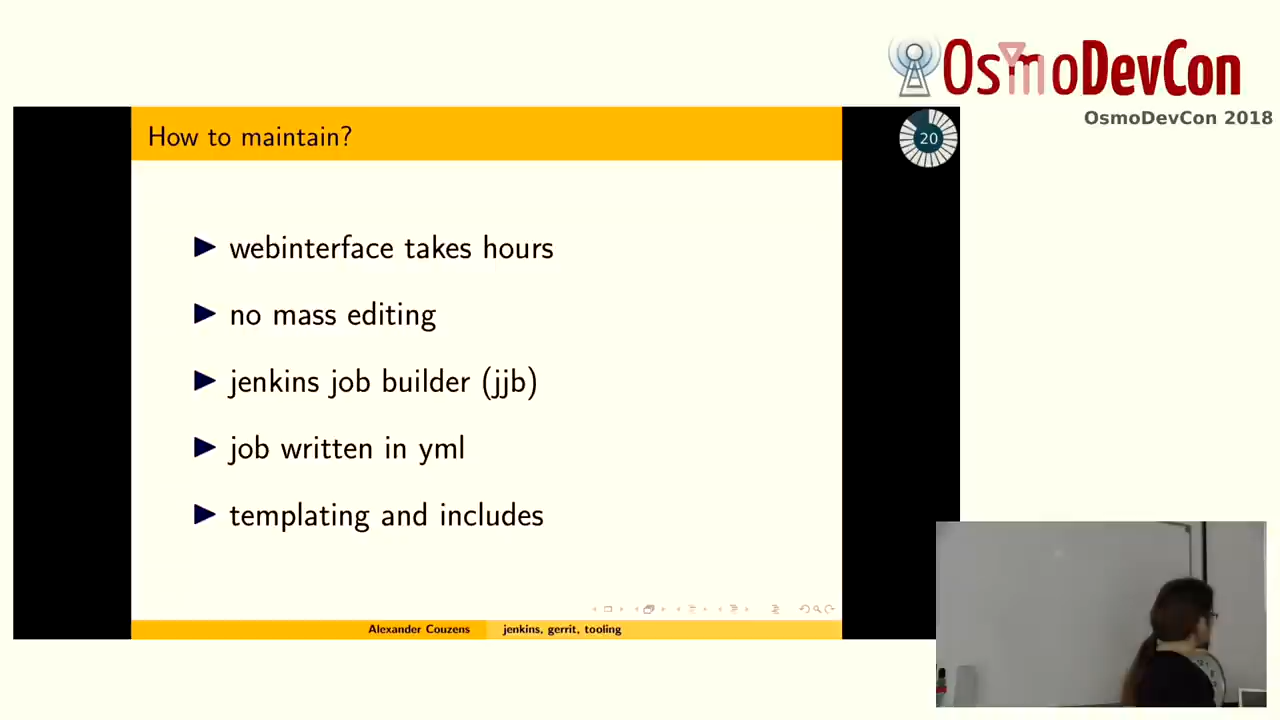 OsmoDevCon
OsmoDevCon 2018
How to maintain?
20
webinterface takes hours
no mass editing
jenkins job builder (jjb)
job written in yml
templating and includes
Alexander Couzens
jenkins, gerrit, tooling